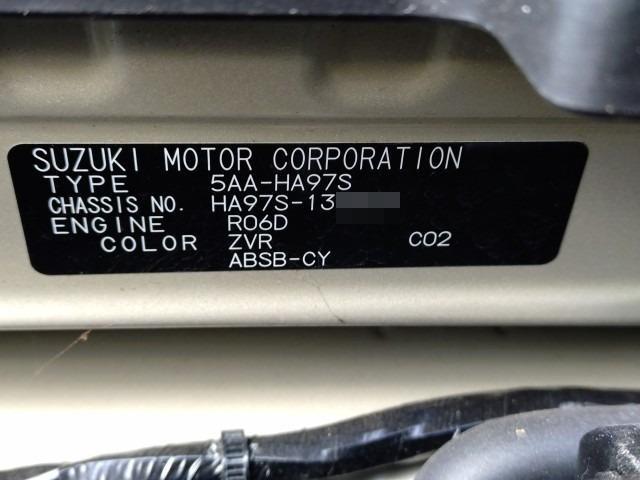 SUZUKI MOTOR CORPORATION
TYPE 5AA-HA97S
CHASSIS NO. HA97S-13
ENGINE R06D
COLOR ZVR C02
ABSB-CY